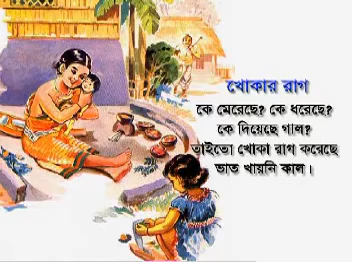 খোকার রাগ
কে মেরেছে? কে ধরেছে?
কে দিয়েছে গাল?
তাইতো খোকা রাগ করেছে
ভাত খায়নি কাল।